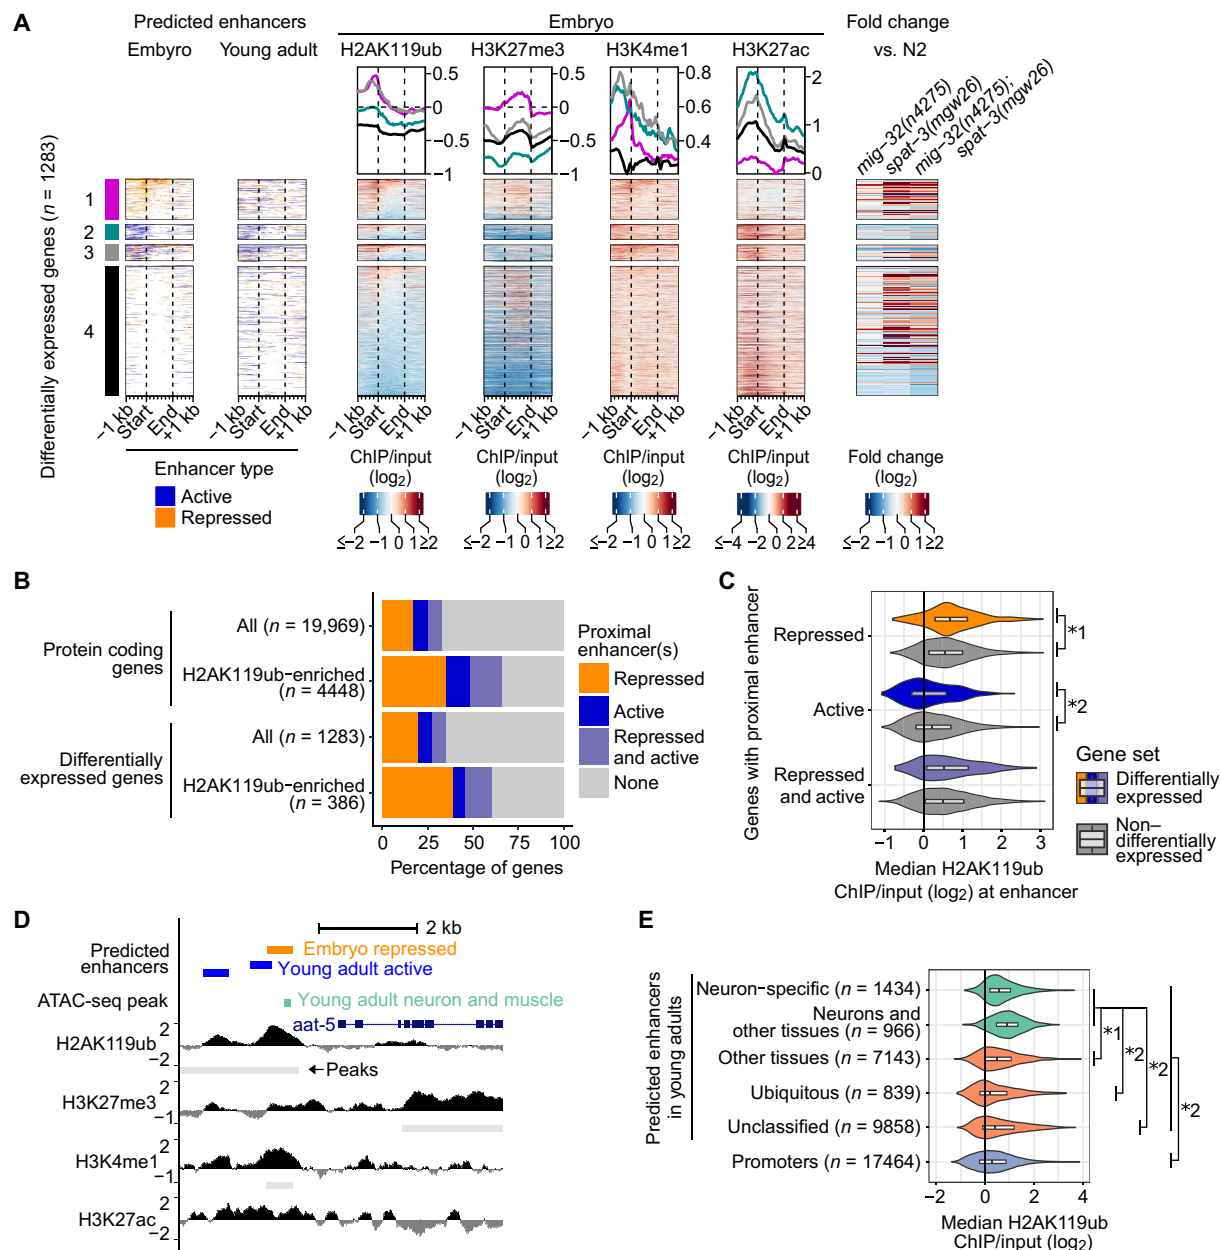 A
Predicted enhancers
Embyro
Young adult
Embryo
H2AK119ub
H3K27me3
H3K4me1
H3K27ac
Fold change
vs. N2
mig-32(n4275)
spat-3(mgw26)
mig-32(n4275);
spat-3(mgw26)
0.5
0
−0.5
−1
0.5
0
−0.5
−1
0.8
0.6
0.4
2
1
0
Differentially expressed genes (n = 1283)
1
2
3
4
−1 kb
Start
End
+1 kb
−1 kb
Start
End
+1 kb
−1 kb
Start
End
+1 kb
−1 kb
Start
End
+1 kb
−1 kb
Start
End
+1 kb
−1 kb
Start
End
+1 kb
Enhancer type
Active
Repressed
ChIP/input
(log2)
≤−2 −1 0 1 ≥2
ChIP/input
(log2)
≤−2 −1 0 1 ≥2
ChIP/input
(log2)
≤−2 −1 0 1 ≥2
ChIP/input
(log2)
≤−4 −2 0 2 ≥4
Fold change
(log2)
≤−2 −1 0 1 ≥2
B
Protein coding
genes
All (n = 19,969)
H2AK119ub-enriched
(n = 4448)
Differentially
expressed genes
All (n = 1283)
H2AK119ub-enriched
(n = 386)
0 25 50 75 100
Percentage of genes
Proximal
enhancer(s)
Repressed
Active
Repressed
and active
None
C
Genes with proximal enhancer
Repressed
Active
Repressed
and active
*1
*2
−1 0 1 2 3
Median H2AK119ub
ChIP/input (log2) at enhancer
Gene set
Differentially
expressed
Non–
differentially
expressed
D
2 kb
Predicted
enhancers
Embryo repressed
Young adult active
ATAC-seq peak
Young adult neuron and muscle
aat-5
H2AK119ub
2
−2
Peaks
H3K27me3
2
−1
H3K4me1
2
−1
H3K27ac
2
−2
E
Predicted enhancers
in young adults
Neuron-specific (n = 1434)
Neurons and
other tissues (n = 966)
Other tissues (n = 7143)
Ubiquitous (n = 839)
Unclassified (n = 9858)
Promoters (n = 17464)
*1
*2
*2
*2
−2 0 2 4
Median H2AK119ub
ChIP/input (log2)